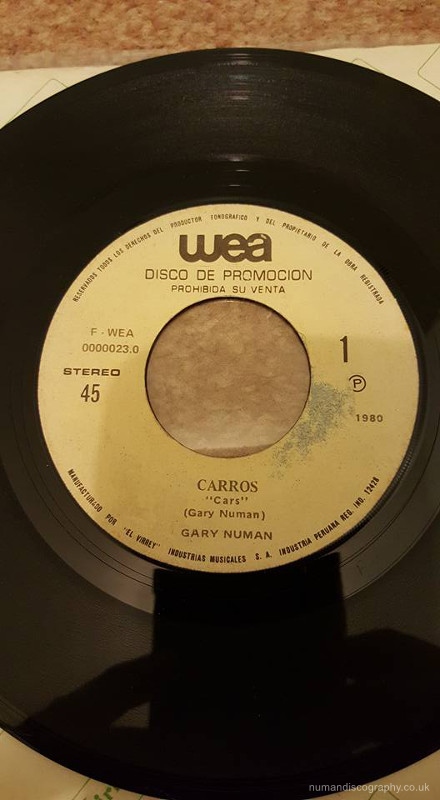 RESERVADOS TODOS LOS DERECHOS DEL PRODUCTOR FONOGRAFICO Y DEL PROPIETARIO DE LA OBRA REGISTRADA
wea
DISCO DE PROMOCION
PROHIBIDA SU VENTA
F - WEA
0000023.0
STEREO
45
1
P
1980
CARROS
"Cars"
(Gary Numan)
GARY NUMAN
MANUFACTURADO POR "EL VIRREY" INDUSTRIAS MUSICALES S. A. INDUSTRIA PERUANA REG. IND. 12428
numandiscography.co.uk